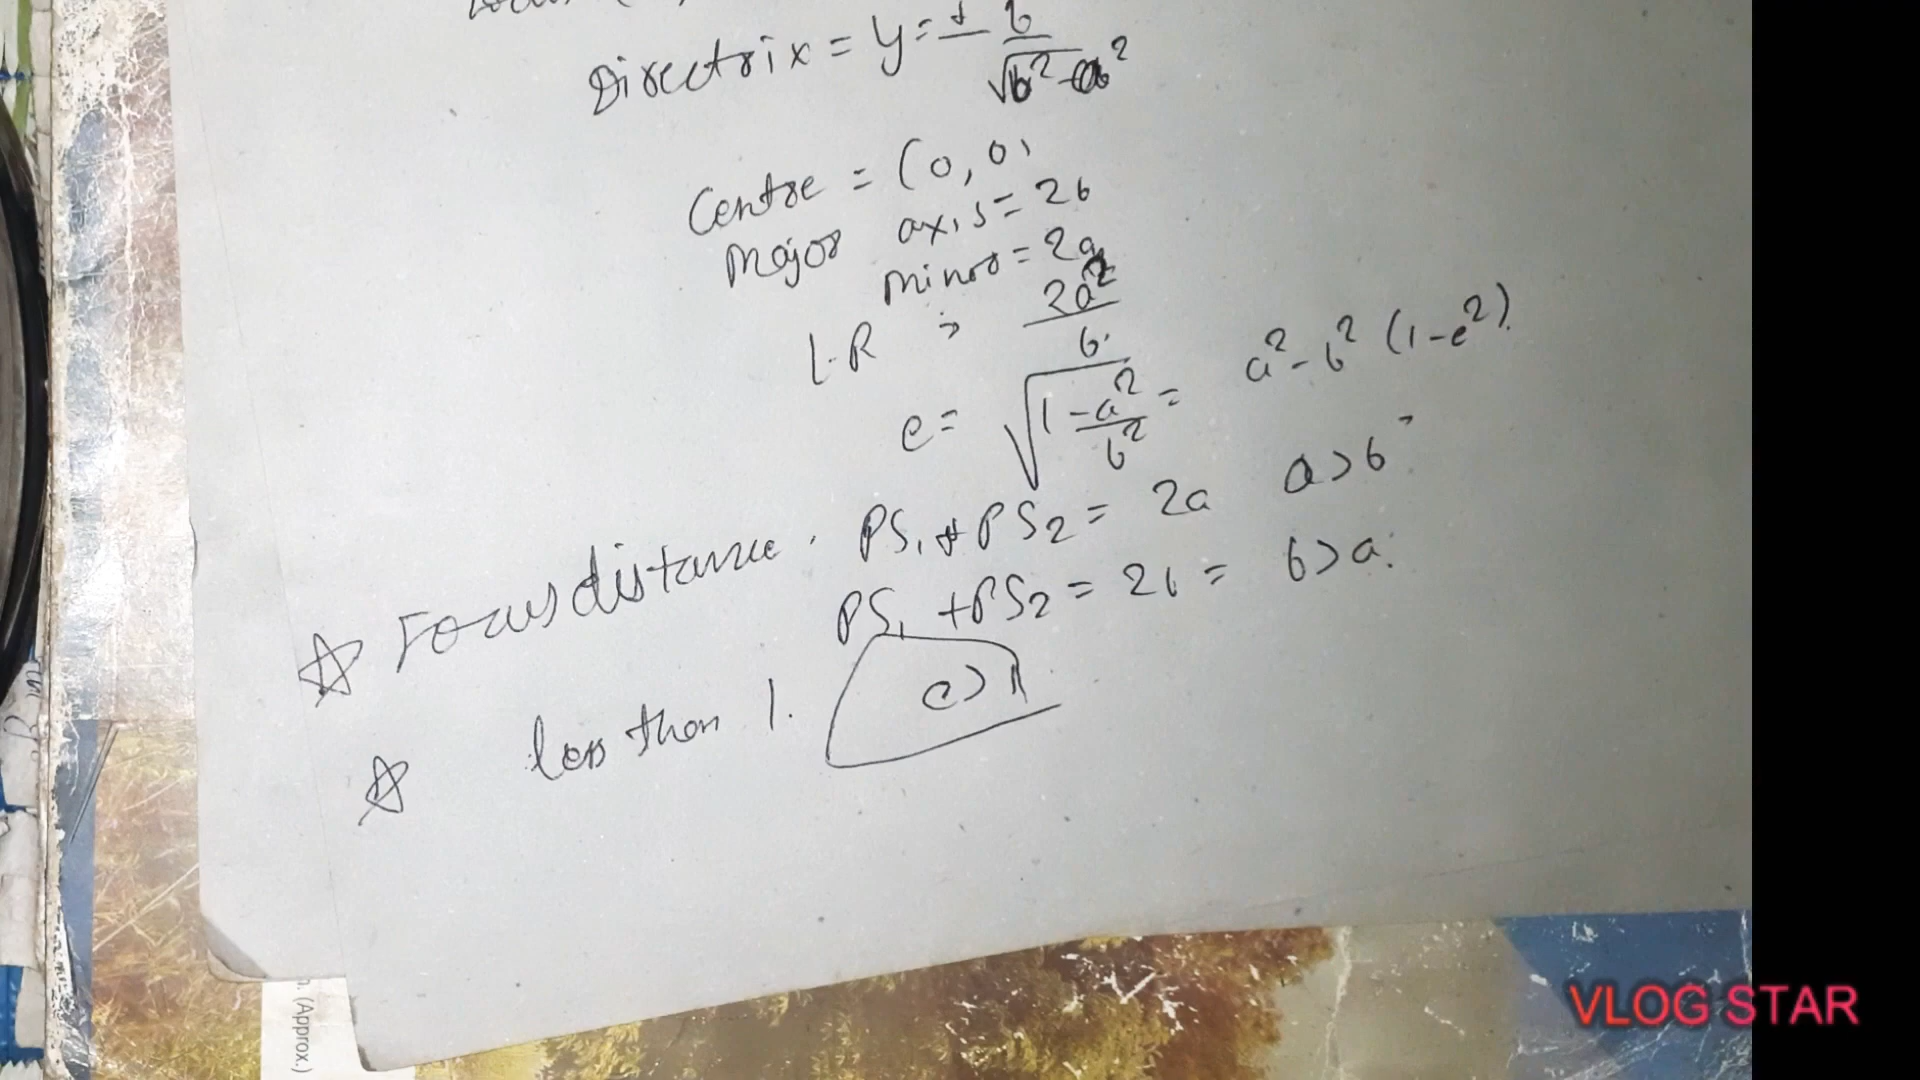 Directrix = y = ± b / √b² - a²
Centre = (0, 0)
Major axis = 2b
Minor = 2a
L.R = 2a² / b.
e = √1 - a² / b² = a² - b² (1 - e²).
Focus distance. PS₁ + PS₂ = 2a a > b
PS₁ + PS₂ = 2b = b > a.
less than 1. e > 1
n. (Approx.)
VLOG STAR